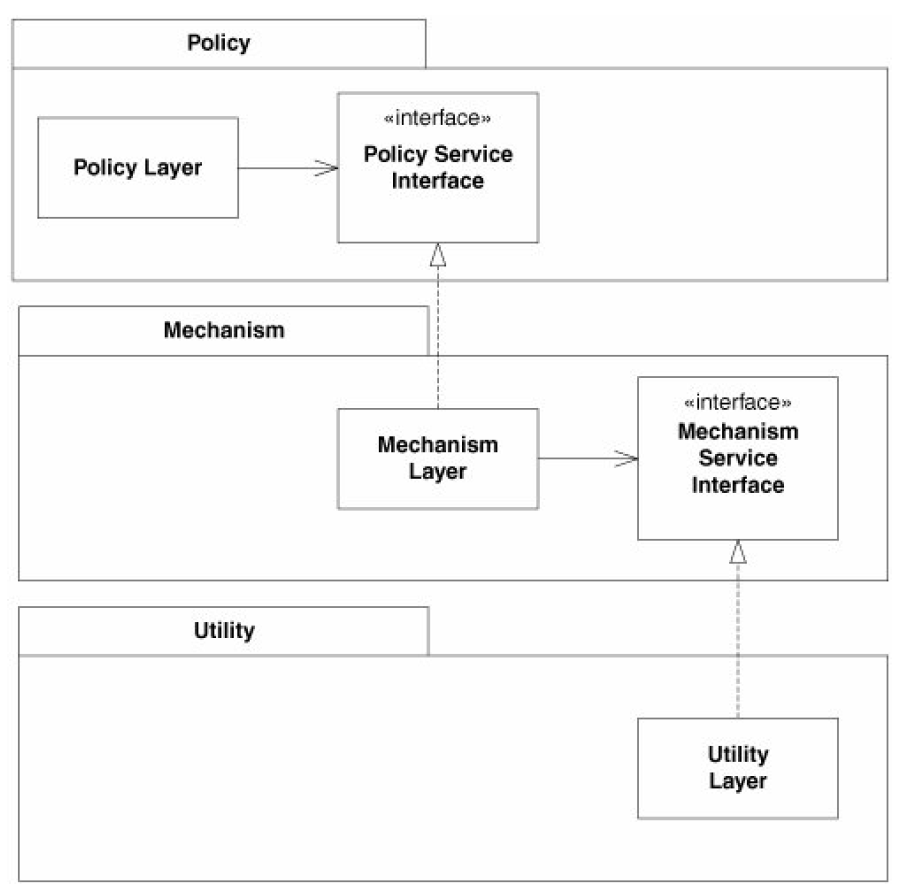 Policy
Policy Layer
«interface»
Policy Service
Interface
Mechanism
Mechanism
Layer
«interface»
Mechanism
Service
Interface
Utility
Utility
Layer